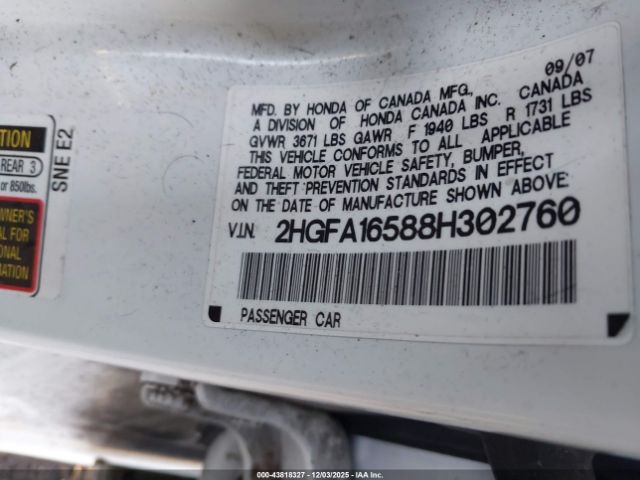 09/07
MFD. BY HONDA OF CANADA MFG.,
A DIVISION OF HONDA CANADA INC. CANADA
GVWR 3671 LBS GAWR F 1940 LBS R 1731 LBS
THIS VEHICLE CONFORMS TO ALL APPLICABLE
FEDERAL MOTOR VEHICLE SAFETY, BUMPER,
AND THEFT PREVENTION STANDARDS IN EFFECT
ON THE DATE OF MANUFACTURE SHOWN ABOVE.
V.I.N. 2HGFA16588H302760
PASSENGER CAR
REAR 3
or 850lbs.
SNE E2
000-43818327 - 12/03/2025 - IAA Inc.